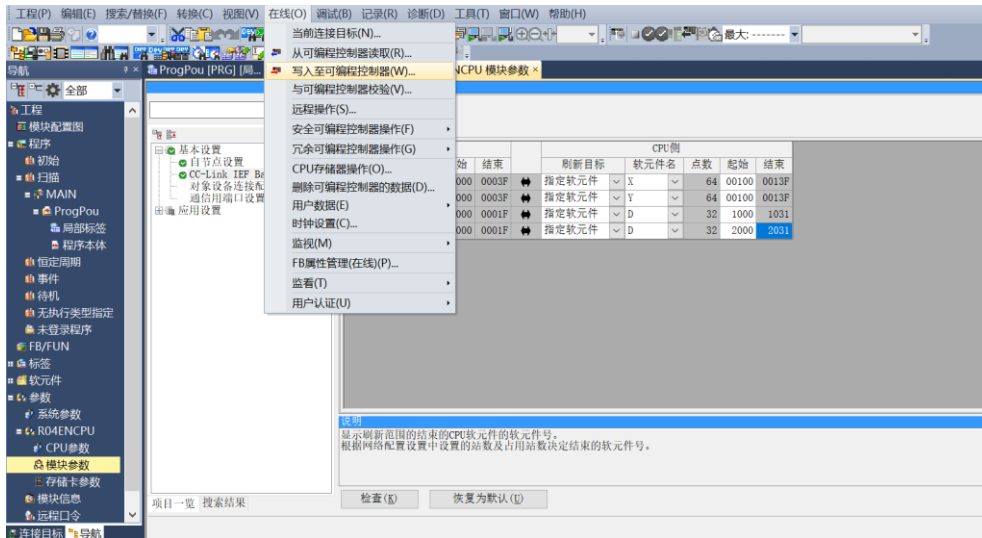 工程(P) 编辑(E) 搜索/替换(F) 转换(C) 视图(V) 在线(O) 调试(B) 记录(R) 诊断(D) 工具(T) 窗口(W) 帮助(H)
最大: --------
当前连接目标(N)...
从可编程控制器读取(R)...
写入至可编程控制器(W)...
与可编程控制器校验(V)...
远程操作(S)...
安全可编程控制器操作(F)
冗余可编程控制器操作(G)
CPU存储器操作(O)...
删除可编程控制器的数据(D)...
用户数据(E)
时钟设置(C)...
监视(M)
FB属性管理(在线)(P)...
监看(T)
用户认证(U)
导航
全部
工程
模块配置图
程序
初始
扫描
MAIN
ProgPou
局部标签
程序本体
恒定周期
事件
待机
无执行类型指定
未登录程序
FB/FUN
标签
软元件
参数
系统参数
R04ENCPU
CPU参数
模块参数
存储卡参数
模块信息
远程口令
连接目标 导航
ProgPou [PRG] [局...
NCPU 模块参数
基本设置
自节点设置
CC-Link IEF Ba
对象设备连接配
通信用端口设置
应用设置
项目一览 搜索结果
CPU侧
始 结束 刷新目标 软元件名 点数 起始 结束
000 0003F 指定软元件 X 64 00100 0013F
000 0003F 指定软元件 Y 64 00100 0013F
000 0001F 指定软元件 D 32 1000 1031
000 0001F 指定软元件 D 32 2000 2031
说明
显示刷新范围的结束的CPU软元件的软元件号。
根据网络配置设置中设置的站数及占用站数决定结束的软元件号。
检查(K) 恢复为默认(U)